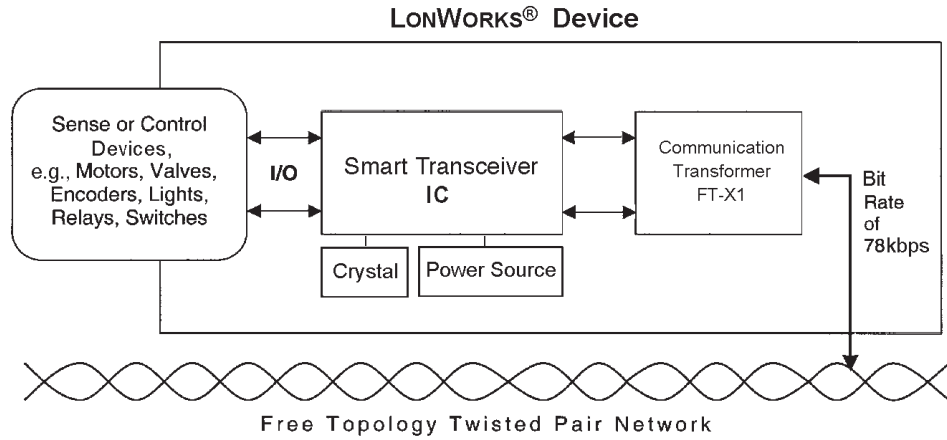 LONWORKS® Device
Sense or Control
Devices,
e.g., Motors, Valves,
Encoders, Lights,
Relays, Switches
I/O
Smart Transceiver
IC
Crystal
Power Source
Communication
Transformer
FT-X1
Bit
Rate
of
78kbps
Free Topology Twisted Pair Network